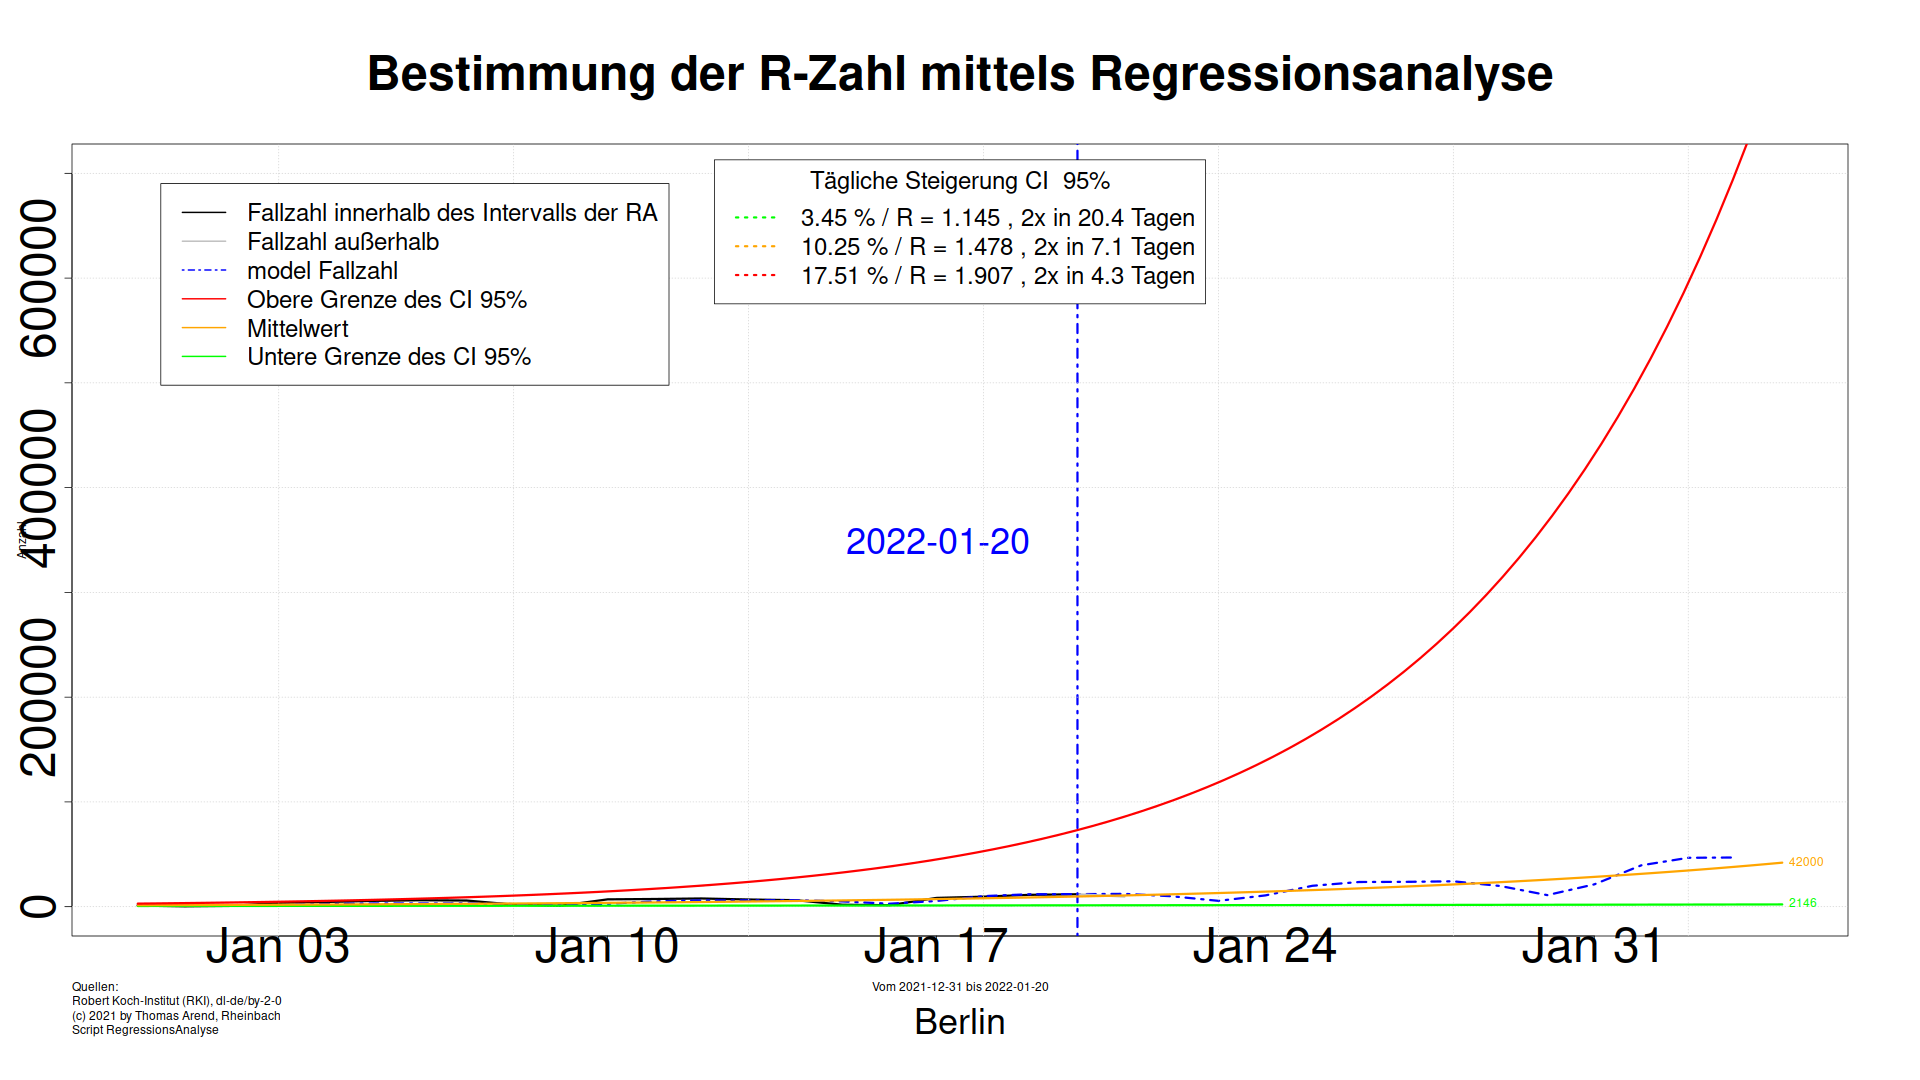 Bestimmung der R-Zahl mittels Regressionsanalyse
Fallzahl innerhalb des Intervalls der RA
Fallzahl außerhalb
model Fallzahl
Obere Grenze des CI 95%
Mittelwert
Untere Grenze des CI 95%
Tägliche Steigerung CI  95%
3.45 % / R = 1.145 , 2x in 20.4 Tagen
10.25 % / R = 1.478 , 2x in 7.1 Tagen
17.51 % / R = 1.907 , 2x in 4.3 Tagen
600000
400000
200000
0
Anzahl
2022-01-20
42000
2146
Jan 03
Jan 10
Jan 17
Jan 24
Jan 31
Quellen:
Robert Koch-Institut (RKI), dl-de/by-2-0
(c) 2021 by Thomas Arend, Rheinbach
Script RegressionsAnalyse
Vom 2021-12-31 bis 2022-01-20
Berlin